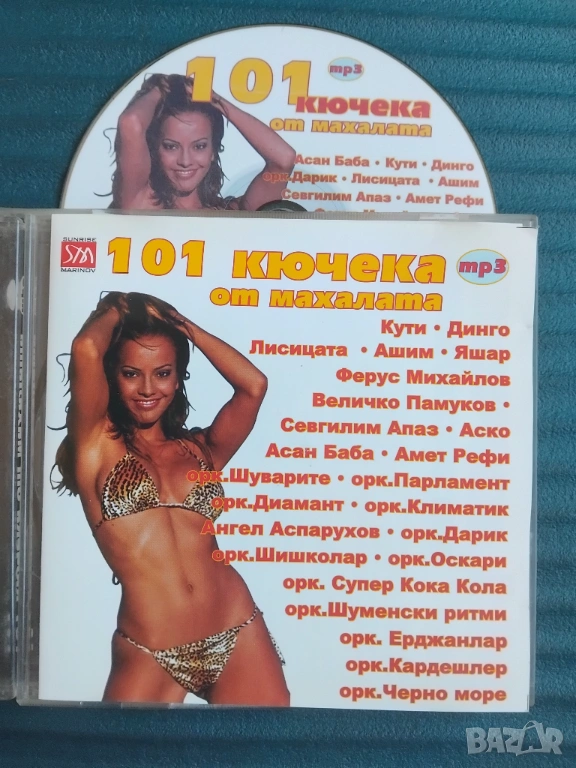 101 mp3
кючека
от махалата
Асан Баба • Кути • Динго
орк.Дарик • Лисицата • Ашим
Севгилим Апаз • Амет Рефи
SUNRISE
SM
MARINOV
101 кючека mp3
от махалата
Кути • Динго
Лисицата • Ашим • Яшар
Ферус Михайлов
Величко Памуков •
Севгилим Апаз • Аско
Асан Баба • Амет Рефи
орк.Шуварите • орк.Парламент
орк.Диамант • орк.Климатик
Ангел Аспарухов • орк.Дарик
орк.Шишколар • орк.Оскари
орк. Супер Кока Кола
орк.Шуменски ритми
орк. Ерджанлар
орк.Кардешлер
орк.Черно море
BAZAR